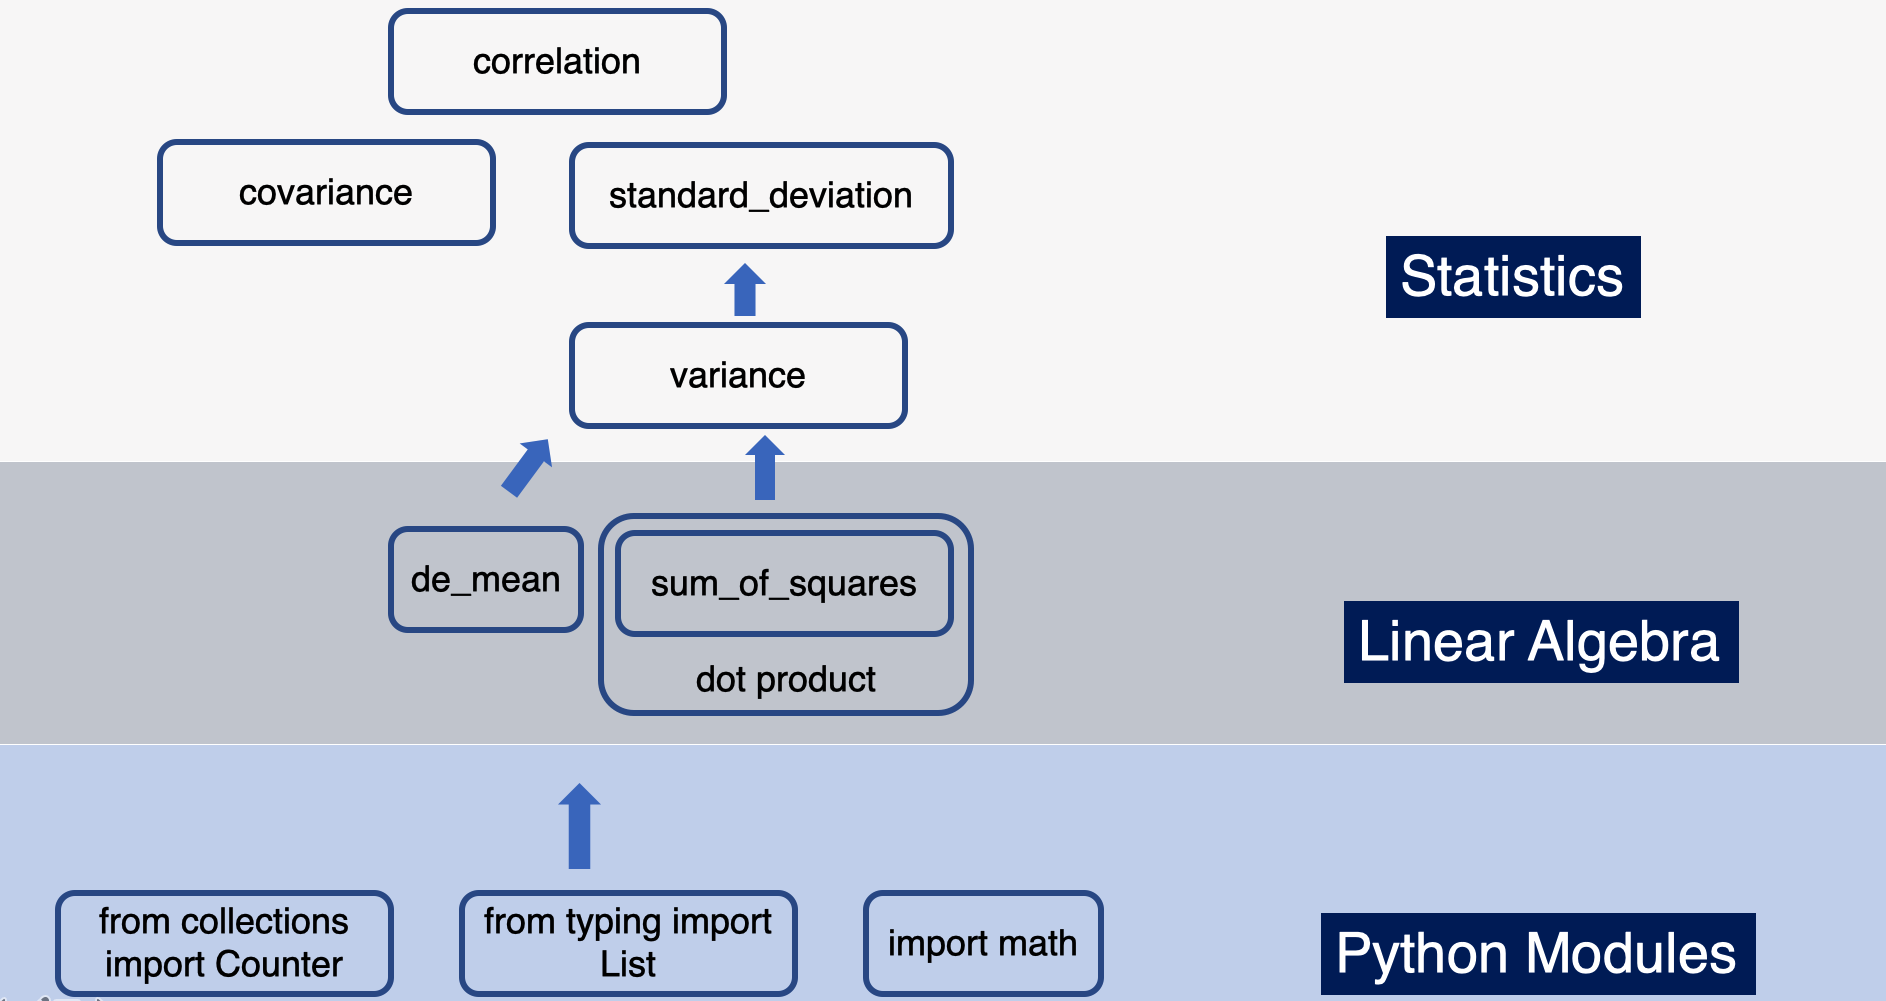 correlation
covariance
standard_deviation
Statistics
variance
de_mean
sum_of_squares
dot product
Linear Algebra
from collections
import Counter
from typing import
List
import math
Python Modules